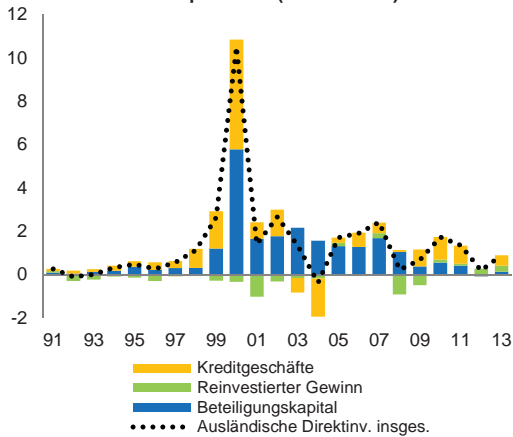 12
10
8
6
4
2
0
-2
91 93 95 97 99 01 03 05 07 09 11 13
Kreditgeschäfte
Reinvestierter Gewinn
Beteiligungskapital
Ausländische Direktinv. insges.